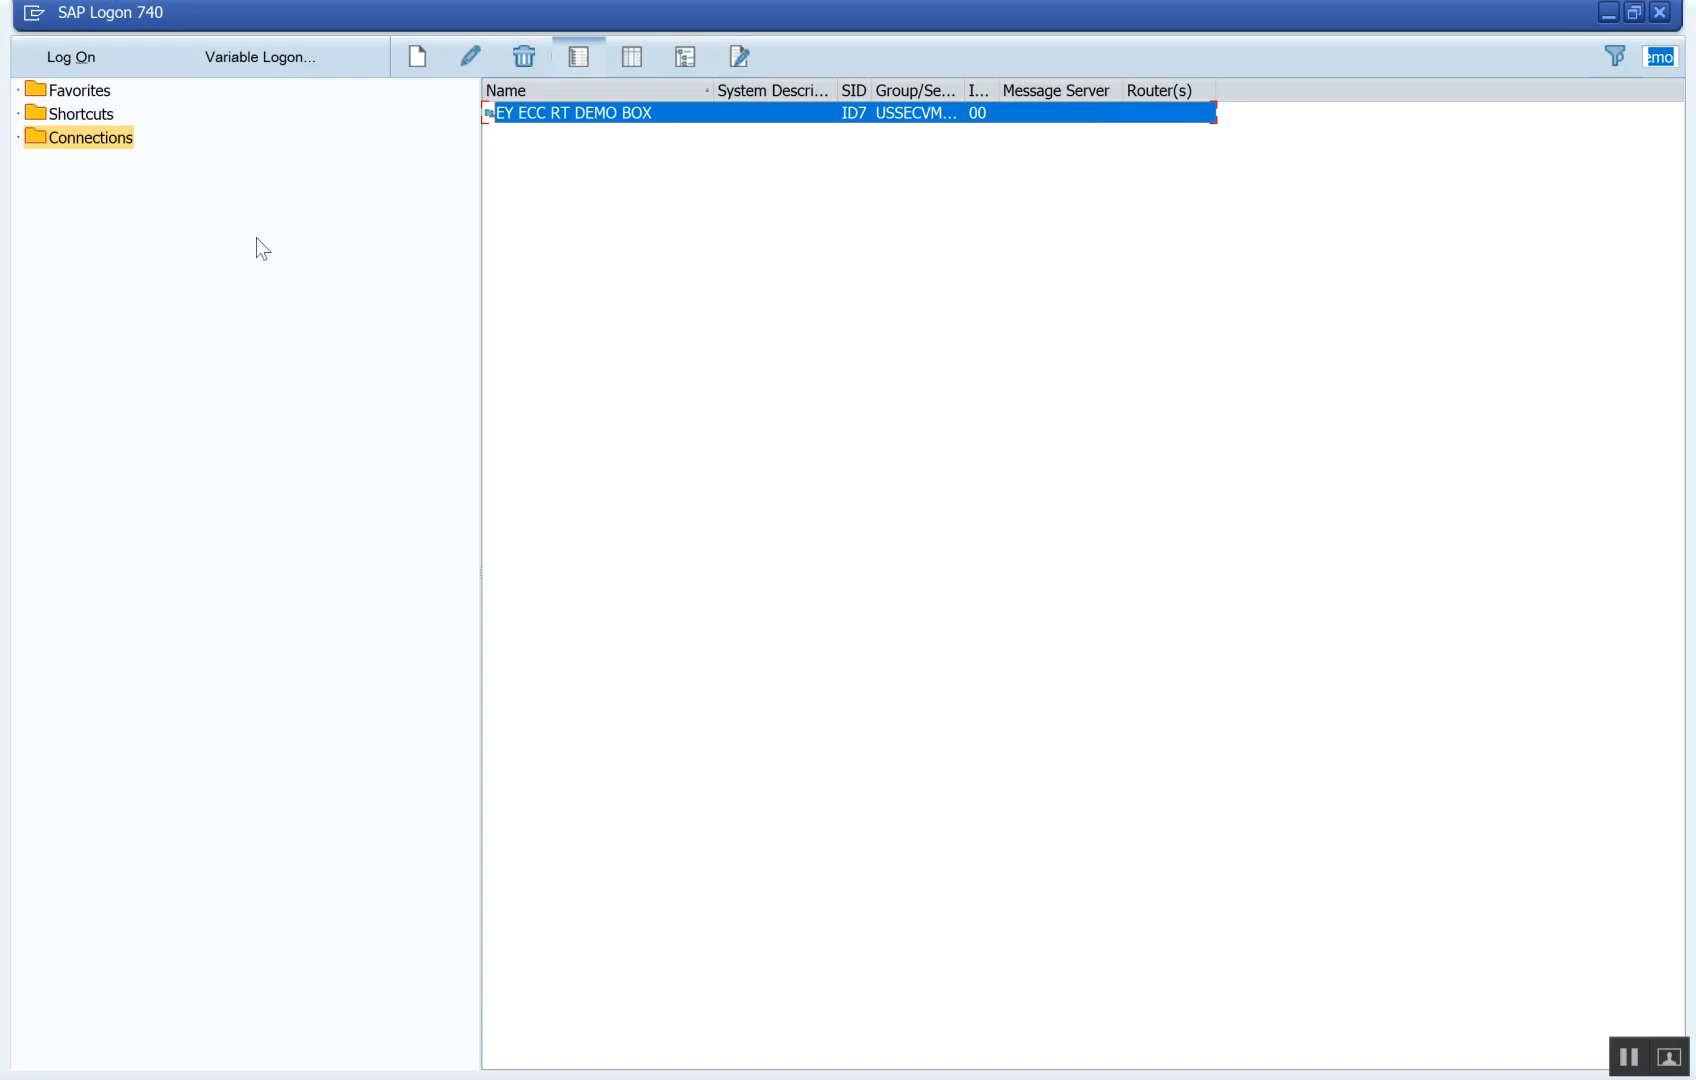 SAP Logon 740
Log On Variable Logon... emo
Favorites
Shortcuts
Connections
Name System Descri... SID Group/Se... I... Message Server Router(s)
EY ECC RT DEMO BOX ID7 USSECVM... 00